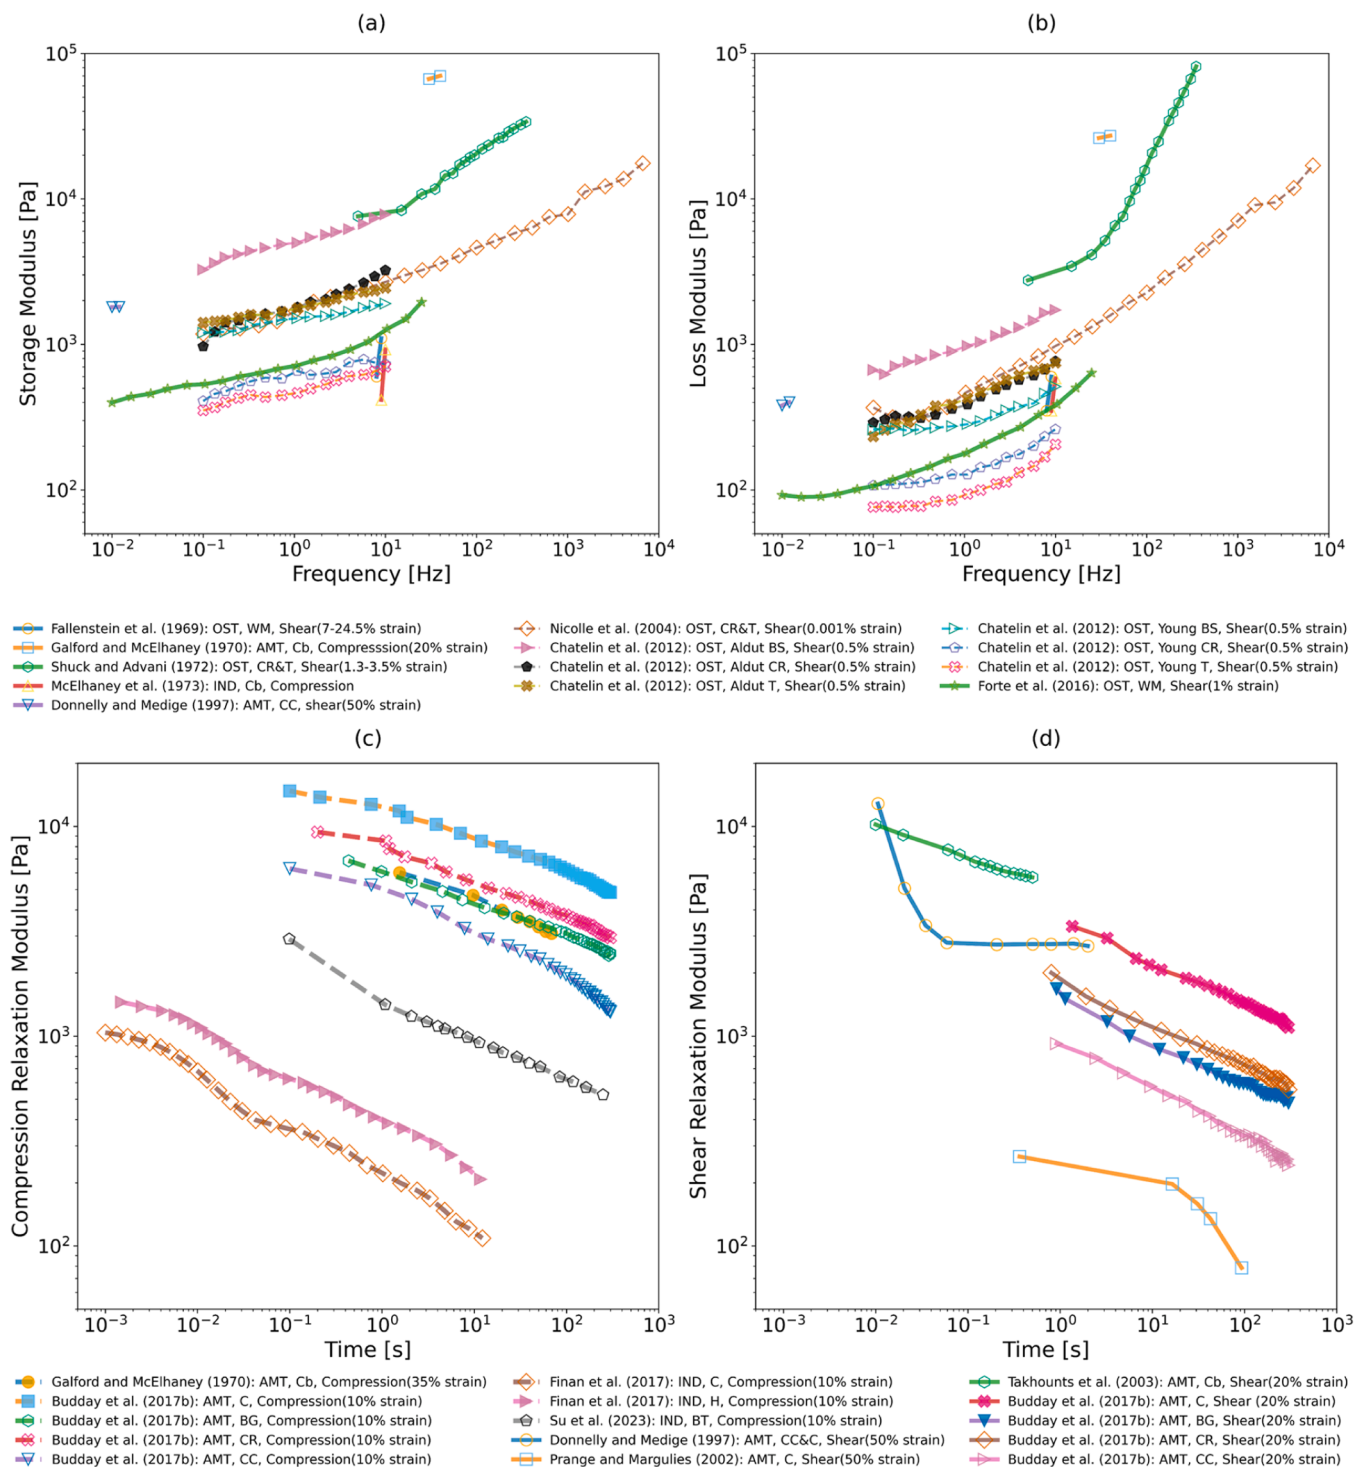 (a)
(b)
Storage Modulus [Pa]
10^5
10^4
10^3
10^2
10^−2 10^−1 10^0 10^1 10^2 10^3 10^4
Frequency [Hz]
Loss Modulus [Pa]
10^5
10^4
10^3
10^2
10^−2 10^−1 10^0 10^1 10^2 10^3 10^4
Frequency [Hz]
Fallenstein et al. (1969): OST, WM, Shear(7-24.5% strain)
Galford and McElhaney (1970): AMT, Cb, Compresssion(20% strain)
Shuck and Advani (1972): OST, CR&T, Shear(1.3-3.5% strain)
McElhaney et al. (1973): IND, Cb, Compression
Donnelly and Medige (1997): AMT, CC, shear(50% strain)
Nicolle et al. (2004): OST, CR&T, Shear(0.001% strain)
Chatelin et al. (2012): OST, Aldut BS, Shear(0.5% strain)
Chatelin et al. (2012): OST, Aldut CR, Shear(0.5% strain)
Chatelin et al. (2012): OST, Aldut T, Shear(0.5% strain)
Chatelin et al. (2012): OST, Young BS, Shear(0.5% strain)
Chatelin et al. (2012): OST, Young CR, Shear(0.5% strain)
Chatelin et al. (2012): OST, Young T, Shear(0.5% strain)
Forte et al. (2016): OST, WM, Shear(1% strain)
(c)
(d)
Compression Relaxation Modulus [Pa]
10^4
10^3
10^2
10^−3 10^−2 10^−1 10^0 10^1 10^2 10^3
Time [s]
Shear Relaxation Modulus [Pa]
10^4
10^3
10^2
10^−3 10^−2 10^−1 10^0 10^1 10^2 10^3
Time [s]
Galford and McElhaney (1970): AMT, Cb, Compression(35% strain)
Budday et al. (2017b): AMT, C, Compression(10% strain)
Budday et al. (2017b): AMT, BG, Compression(10% strain)
Budday et al. (2017b): AMT, CR, Compression(10% strain)
Budday et al. (2017b): AMT, CC, Compression(10% strain)
Finan et al. (2017): IND, C, Compression(10% strain)
Finan et al. (2017): IND, H, Compression(10% strain)
Su et al. (2023): IND, BT, Compression(10% strain)
Donnelly and Medige (1997): AMT, CC&C, Shear(50% strain)
Prange and Margulies (2002): AMT, C, Shear(50% strain)
Takhounts et al. (2003): AMT, Cb, Shear(20% strain)
Budday et al. (2017b): AMT, C, Shear (20% strain)
Budday et al. (2017b): AMT, BG, Shear(20% strain)
Budday et al. (2017b): AMT, CR, Shear(20% strain)
Budday et al. (2017b): AMT, CC, Shear(20% strain)